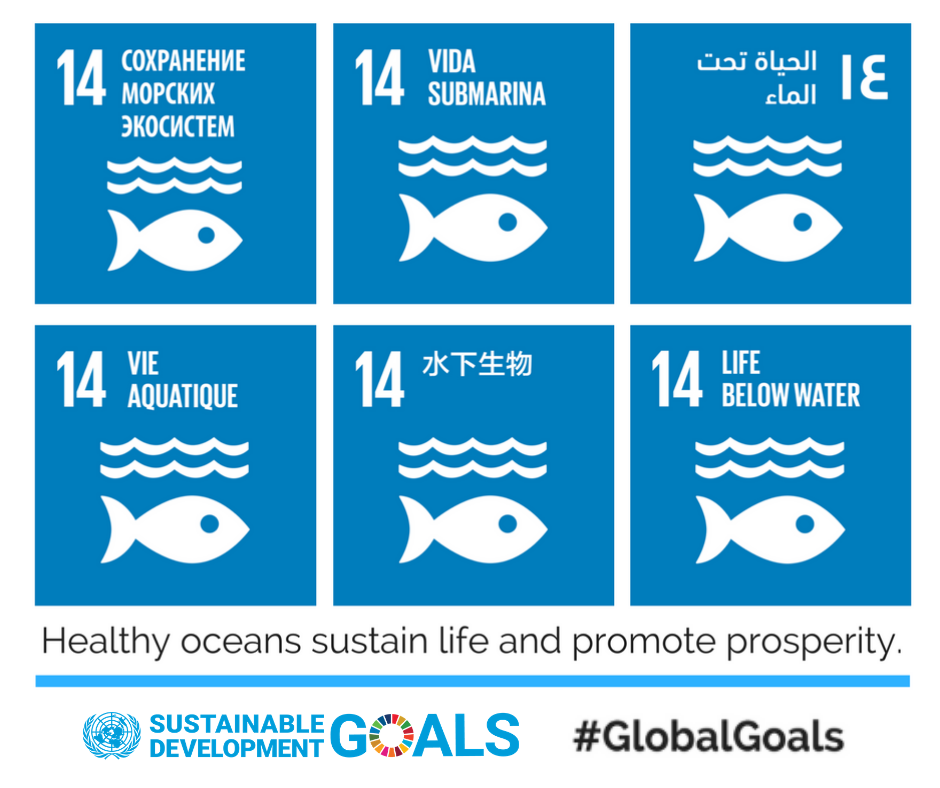 14 СОХРАНЕНИЕ
МОРСКИХ
ЭКОСИСТЕМ
14 VIDA
SUBMARINA
١٤ الحياة تحت
الماء
14 VIE
AQUATIQUE
14 水下生物
14 LIFE
BELOW WATER
Healthy oceans sustain life and promote prosperity.
SUSTAINABLE
DEVELOPMENT
GOALS
#GlobalGoals